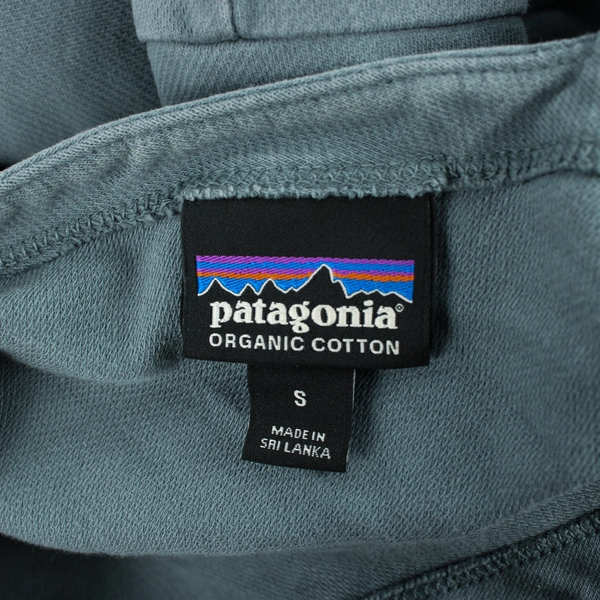 patagonia®
ORGANIC COTTON
S
MADE IN
SRI LANKA